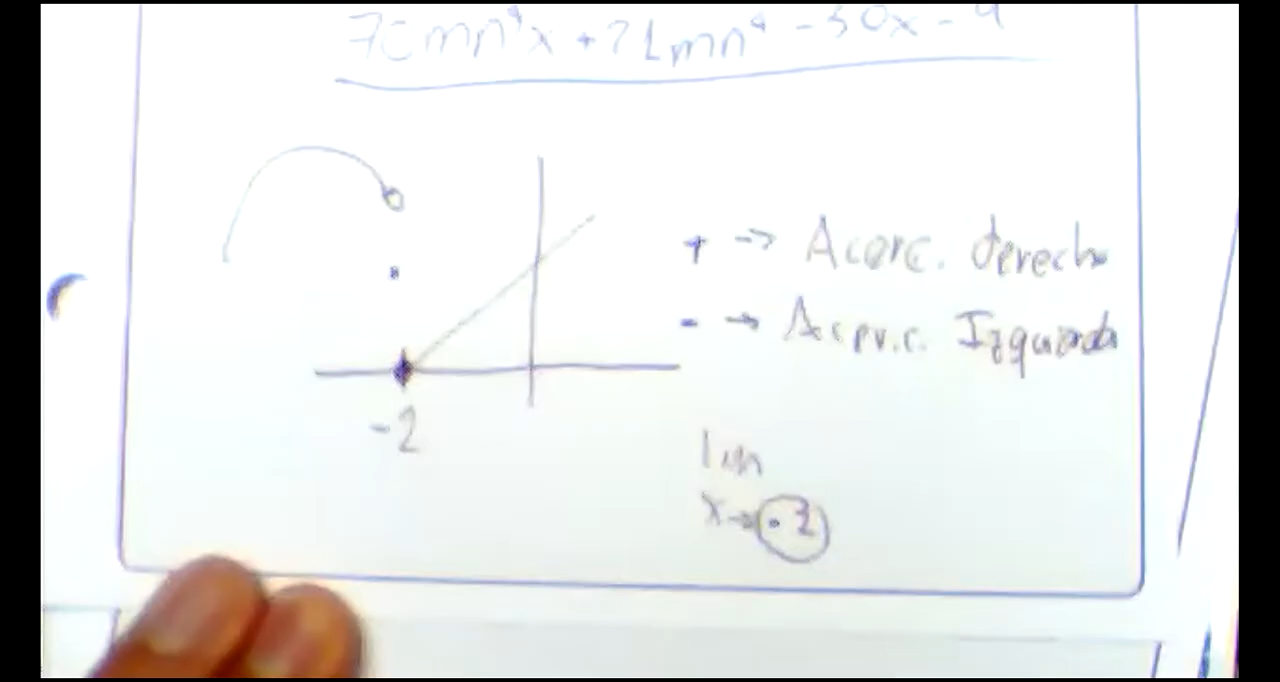 + -> Acerc. derecha
- -> Acerc. Izquierda
-2
lim
x→-2